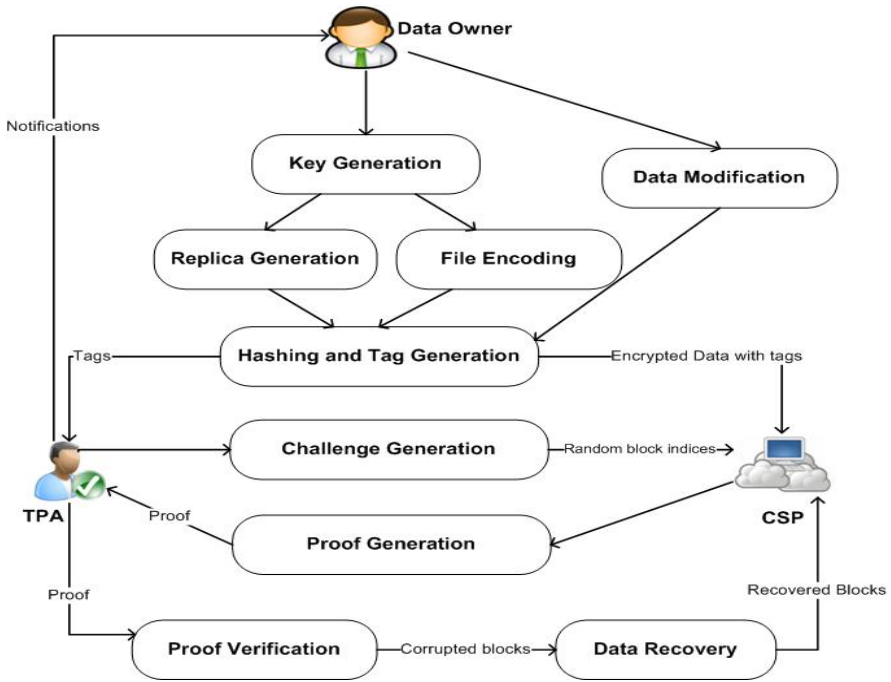 Data Owner
Notifications
Key Generation
Data Modification
Replica Generation
File Encoding
Tags
Hashing and Tag Generation
Encrypted Data with tags
Challenge Generation
Random block indices
TPA
Proof
Proof Generation
CSP
Proof
Recovered Blocks
Proof Verification
Corrupted blocks
Data Recovery